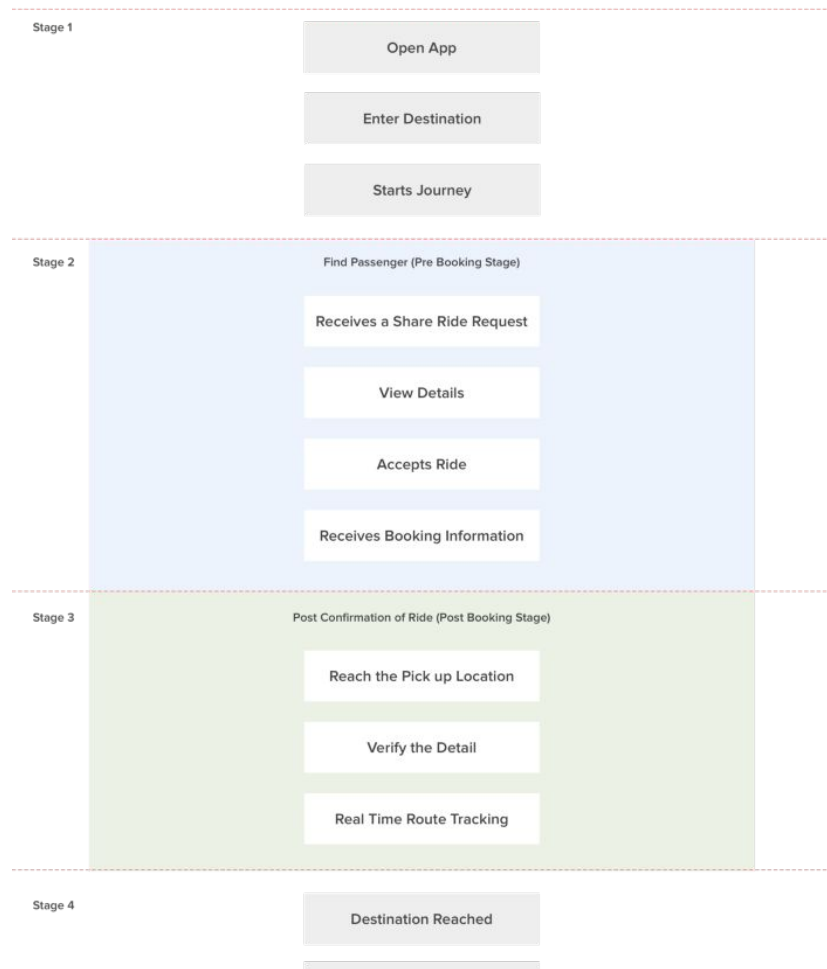 Stage 1
Open App
Enter Destination
Starts Journey
Stage 2
Find Passenger (Pre Booking Stage)
Receives a Share Ride Request
View Details
Accepts Ride
Receives Booking Information
Stage 3
Post Confirmation of Ride (Post Booking Stage)
Reach the Pick up Location
Verify the Detail
Real Time Route Tracking
Stage 4
Destination Reached